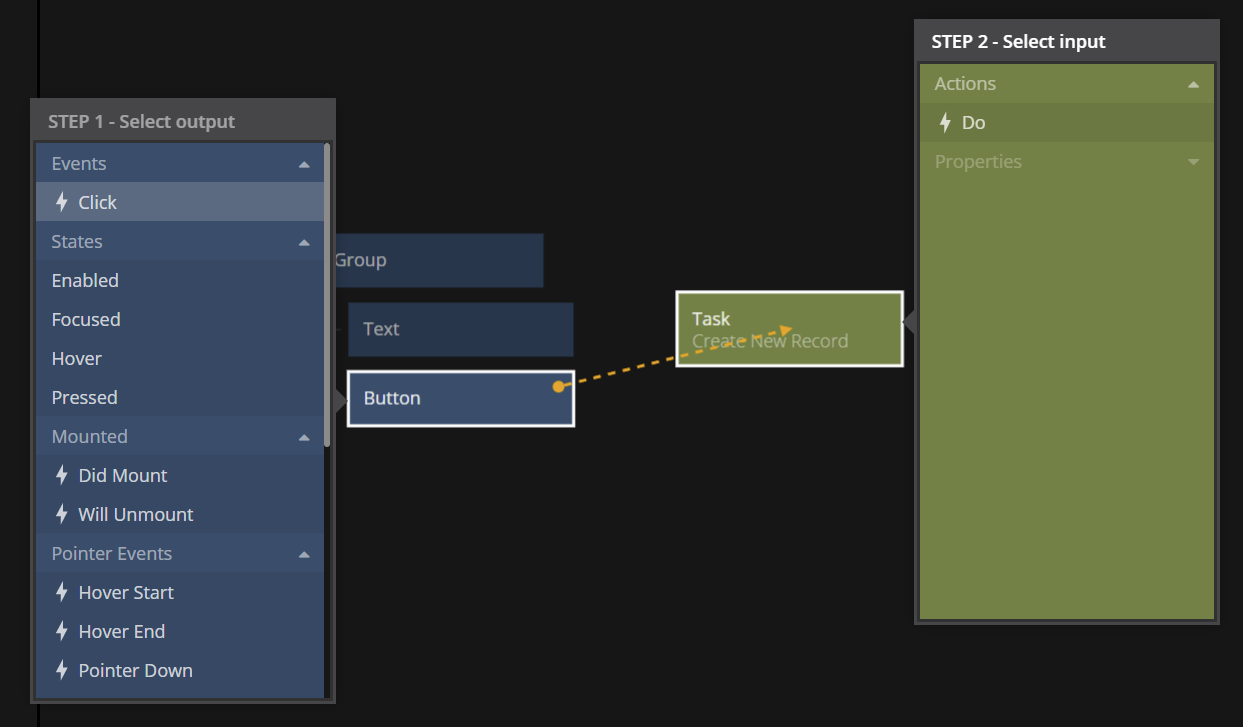 STEP 1 - Select output
Events
Click
States
Enabled
Focused
Hover
Pressed
Mounted
Did Mount
Will Unmount
Pointer Events
Hover Start
Hover End
Pointer Down
Group
Text
Button
Task
Create New Record
STEP 2 - Select input
Actions
Do
Properties